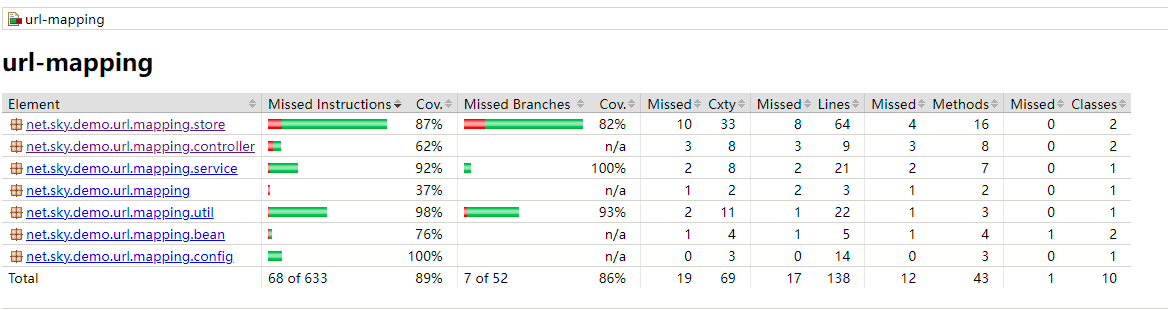 url-mapping
url-mapping
Element Missed Instructions Cov. Missed Branches Cov. Missed Cxty Missed Lines Missed Methods Missed Classes
net.sky.demo.url.mapping.store 87% 82% 10 33 8 64 4 16 0 2
net.sky.demo.url.mapping.controller 62% n/a 3 8 3 9 3 8 0 2
net.sky.demo.url.mapping.service 92% 100% 2 8 2 21 2 7 0 1
net.sky.demo.url.mapping 37% n/a 1 2 2 3 1 2 0 1
net.sky.demo.url.mapping.util 98% 93% 2 11 1 22 1 3 0 1
net.sky.demo.url.mapping.bean 76% n/a 1 4 1 5 1 4 1 2
net.sky.demo.url.mapping.config 100% n/a 0 3 0 14 0 3 0 1
Total 68 of 633 89% 7 of 52 86% 19 69 17 138 12 43 1 10